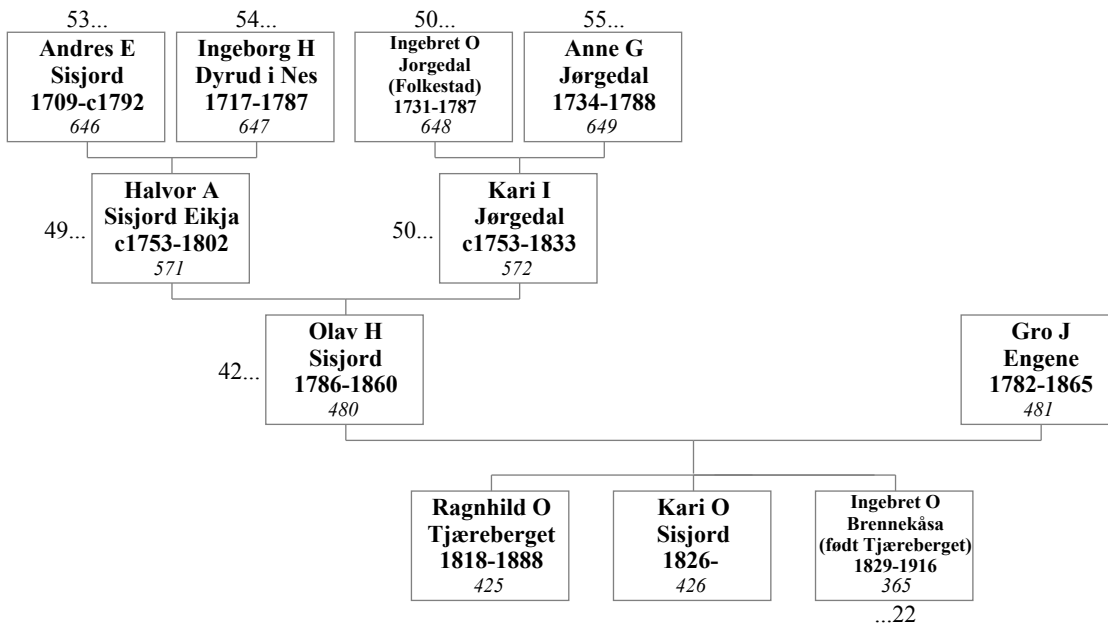 53...
54...
50...
55...
Andres E
Sisjord
1709-c1792
646
Ingeborg H
Dyrud i Nes
1717-1787
647
Ingebret O
Jorgedal
(Folkestad)
1731-1787
648
Anne G
Jørgedal
1734-1788
649
49...
Halvor A
Sisjord Eikja
c1753-1802
571
50...
Kari I
Jørgedal
c1753-1833
572
42...
Olav H
Sisjord
1786-1860
480
Gro J
Engene
1782-1865
481
Ragnhild O
Tjæreberget
1818-1888
425
Kari O
Sisjord
1826-
426
Ingebret O
Brennekåsa
(født Tjæreberget)
1829-1916
365
...22